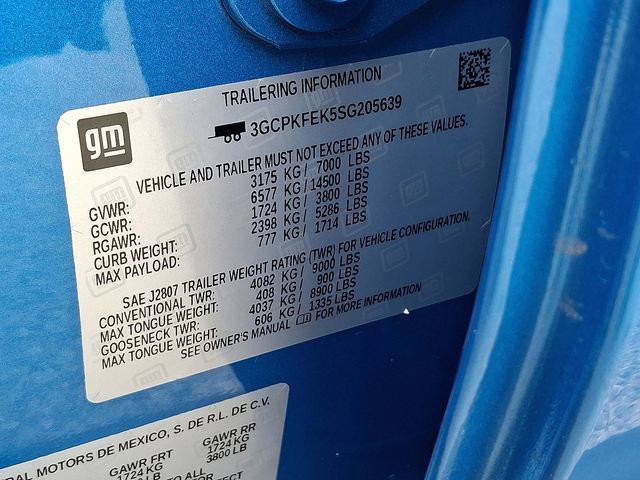 TRAILERING INFORMATION
gm
3GCPKFEK5SG205639
VEHICLE AND TRAILER MUST NOT EXCEED ANY OF THESE VALUES.
GVWR: 3175 KG / 7000 LBS
GCWR: 6577 KG / 14500 LBS
RGAWR: 1724 KG / 3800 LBS
CURB WEIGHT: 2398 KG / 5286 LBS
MAX PAYLOAD: 777 KG / 1714 LBS
SAE J2807 TRAILER WEIGHT RATING (TWR) FOR VEHICLE CONFIGURATION.
CONVENTIONAL TWR: 4082 KG / 9000 LBS
MAX TONGUE WEIGHT: 408 KG / 900 LBS
GOOSENECK TWR: 4037 KG / 8900 LBS
MAX TONGUE WEIGHT: 606 KG / 1335 LBS
SEE OWNER'S MANUAL FOR MORE INFORMATION
RAL MOTORS DE MEXICO, S. DE R.L. DE C.V.
GAWR FRT GAWR RR
1724 KG 1724 KG
LB 3800 LB
TO ALL